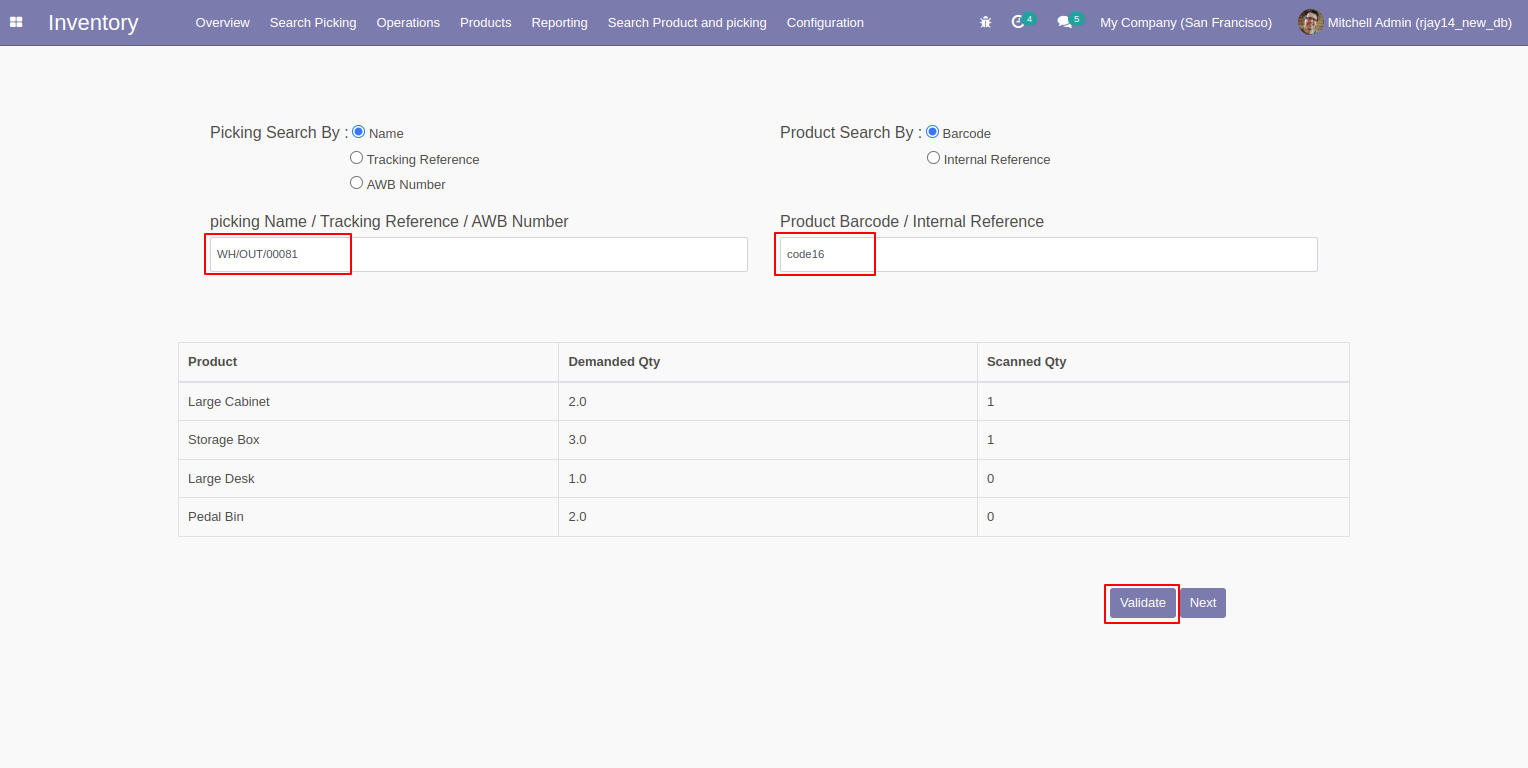 Inventory Overview Search Picking Operations Products Reporting Search Product and picking Configuration 4 5 My Company (San Francisco) Mitchell Admin (rjay14_new_db)
Picking Search By : Name
Tracking Reference
AWB Number
Product Search By : Barcode
Internal Reference
picking Name / Tracking Reference / AWB Number
WH/OUT/00081
Product Barcode / Internal Reference
code16
Product Demanded Qty Scanned Qty
Large Cabinet 2.0 1
Storage Box 3.0 1
Large Desk 1.0 0
Pedal Bin 2.0 0
Validate Next